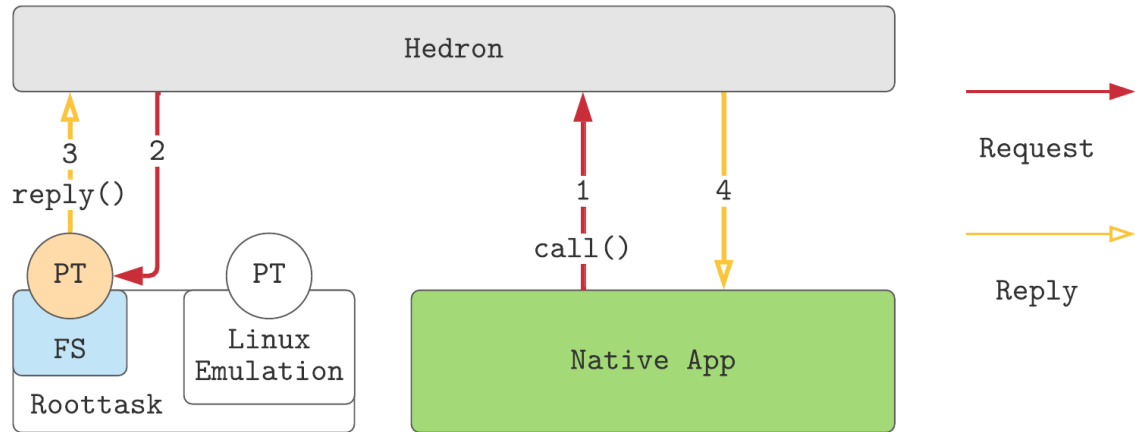 Hedron
3
2
reply()
1
4
call()
PT
PT
FS
Linux
Emulation
Roottask
Native App
Request
Reply